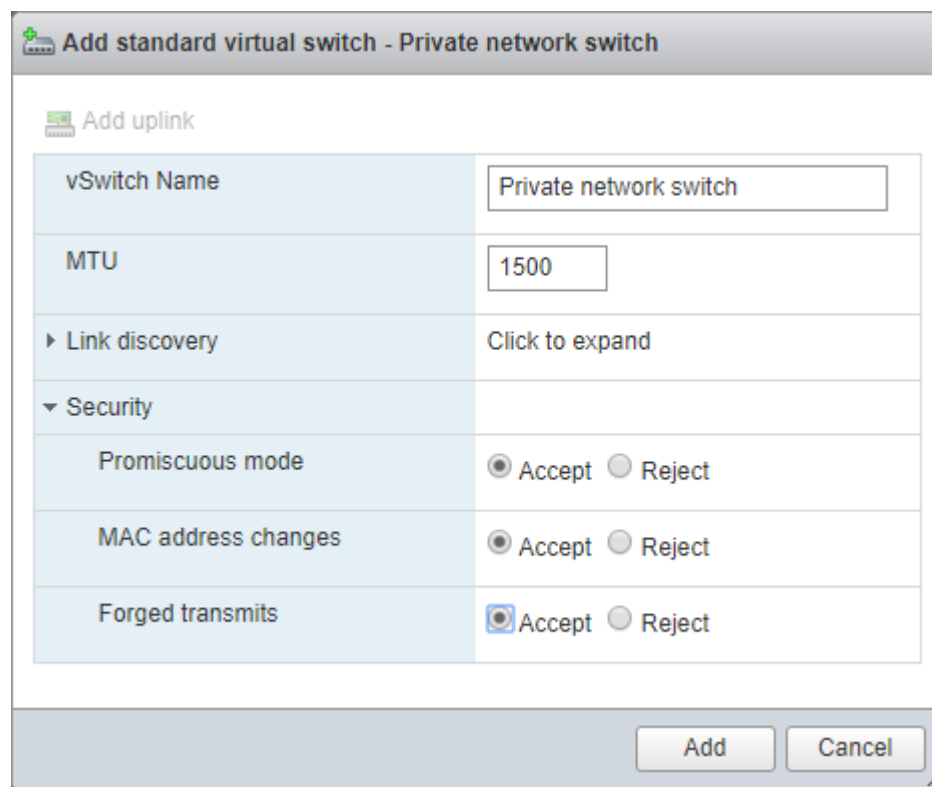 Add standard virtual switch - Private network switch
Add uplink
vSwitch Name Private network switch
MTU 1500
Link discovery Click to expand
Security
Promiscuous mode Accept Reject
MAC address changes Accept Reject
Forged transmits Accept Reject
Add Cancel